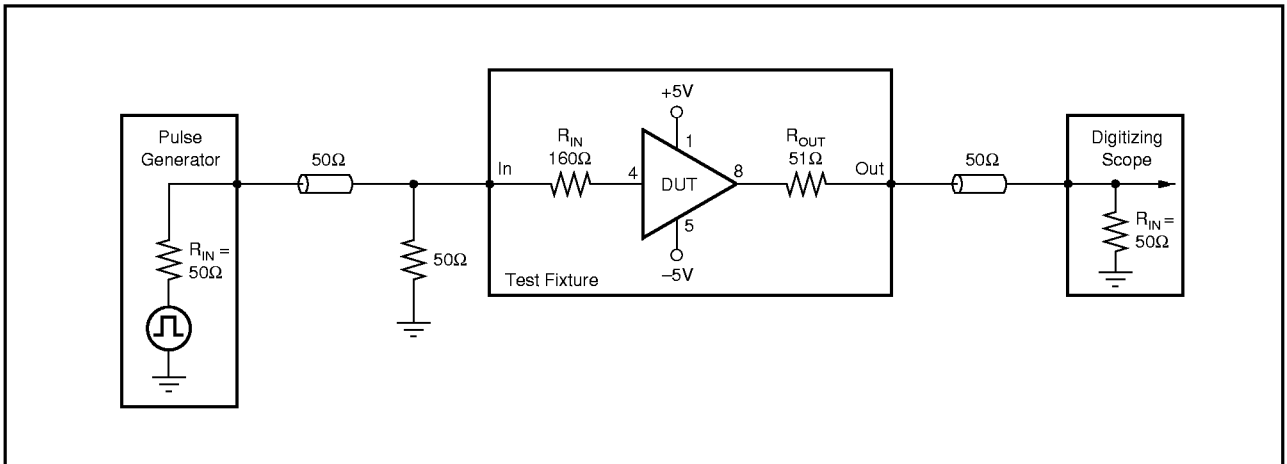 Pulse
Generator
R_IN =
50Ω
50Ω
50Ω
In
R_IN
160Ω
4
+5V
1
DUT
8
5
–5V
R_OUT
51Ω
Out
Test Fixture
50Ω
Digitizing
Scope
R_IN =
50Ω